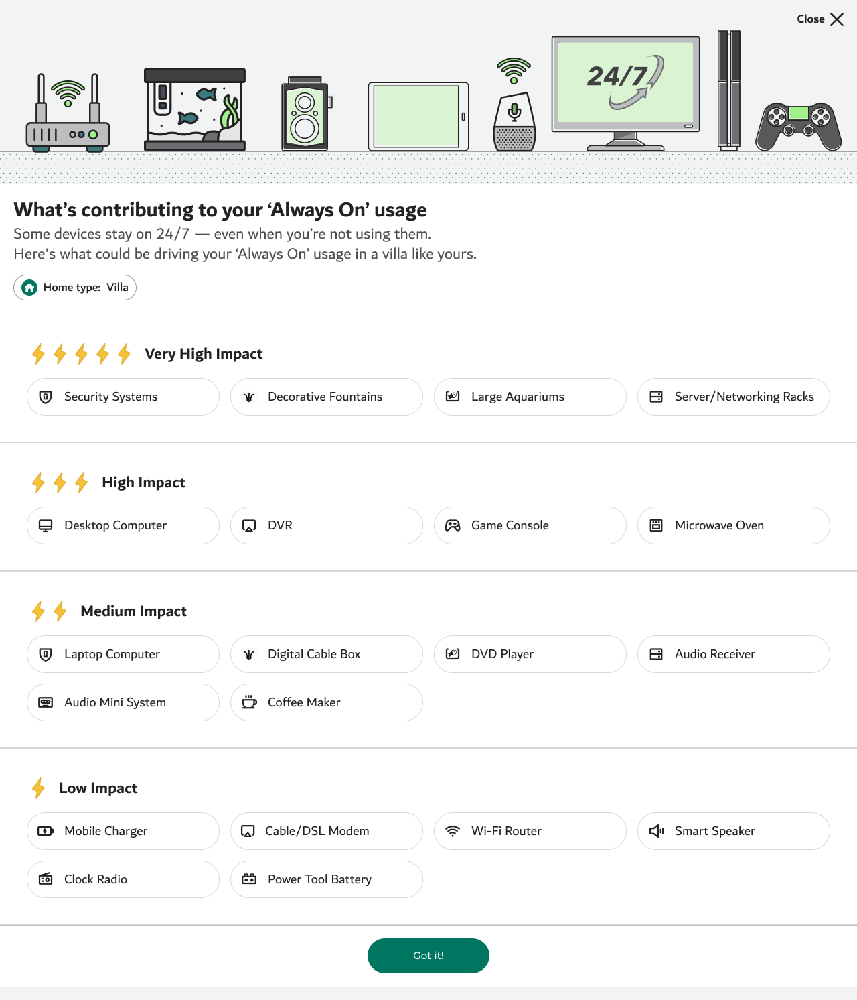 Close
24/7
What’s contributing to your ‘Always On’ usage
Some devices stay on 24/7 — even when you’re not using them.
Here's what could be driving your ‘Always On’ usage in a villa like yours.
Home type: Villa
Very High Impact
Security Systems
Decorative Fountains
Large Aquariums
Server/Networking Racks
High Impact
Desktop Computer
DVR
Game Console
Microwave Oven
Medium Impact
Laptop Computer
Digital Cable Box
DVD Player
Audio Receiver
Audio Mini System
Coffee Maker
Low Impact
Mobile Charger
Cable/DSL Modem
Wi-Fi Router
Smart Speaker
Clock Radio
Power Tool Battery
Got it!